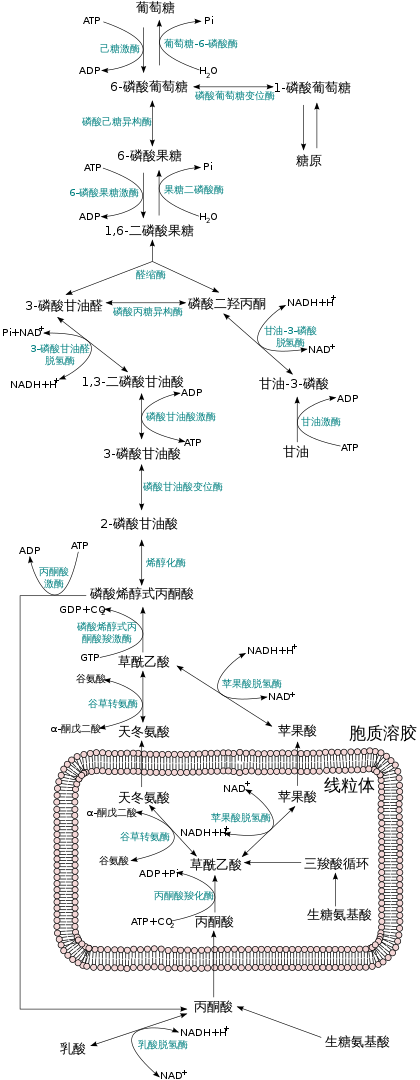 葡萄糖
ATP
Pi
己糖激酶
葡萄糖-6-磷酸酶
ADP
H2O
6-磷酸葡萄糖
磷酸葡萄糖变位酶
1-磷酸葡萄糖
磷酸己糖异构酶
糖原
6-磷酸果糖
ATP
Pi
6-磷酸果糖激酶
果糖二磷酸酶
ADP
H2O
1,6-二磷酸果糖
醛缩酶
3-磷酸甘油醛
磷酸丙糖异构酶
磷酸二羟丙酮
NADH+H+
Pi+NAD+
3-磷酸甘油醛
脱氢酶
NADH+H+
甘油-3-磷酸
脱氢酶
NAD+
1,3-二磷酸甘油酸
甘油-3-磷酸
ADP
磷酸甘油酸激酶
ATP
ADP
甘油激酶
ATP
甘油
3-磷酸甘油酸
磷酸甘油酸变位酶
2-磷酸甘油酸
ADP
ATP
丙酮酸
激酶
烯醇化酶
磷酸烯醇式丙酮酸
GDP+CO2
磷酸烯醇式丙
酮酸羧激酶
GTP
草酰乙酸
NADH+H+
谷氨酸
苹果酸脱氢酶
谷草转氨酶
NAD+
α-酮戊二酸
天冬氨酸
苹果酸
胞质溶胶
线粒体
天冬氨酸
NAD+
苹果酸
α-酮戊二酸
苹果酸脱氢酶
谷草转氨酶
NADH+H+
谷氨酸
草酰乙酸
三羧酸循环
ADP+Pi
丙酮酸羧化酶
ATP+CO2
丙酮酸
生糖氨基酸
丙酮酸
NADH+H+
乳酸
乳酸脱氢酶
生糖氨基酸
NAD+